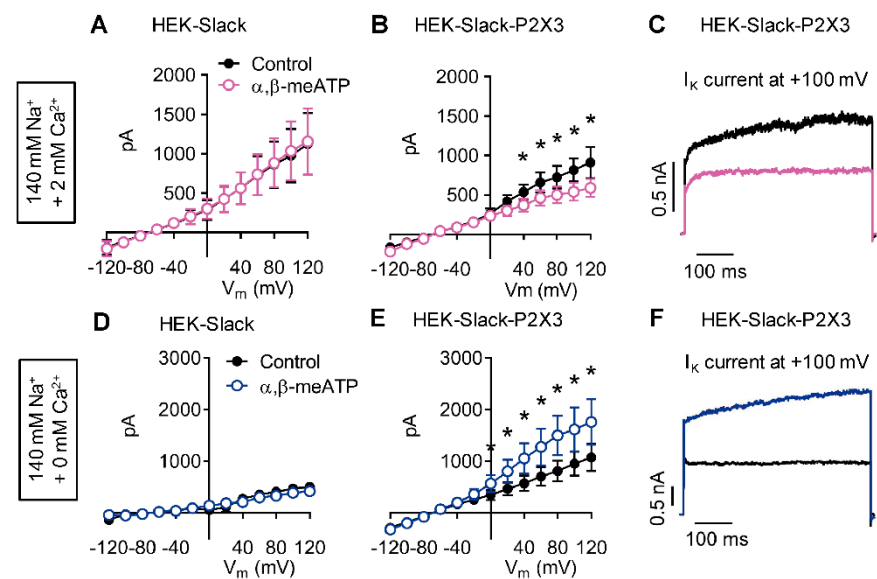 A HEK-Slack
B HEK-Slack-P2X3
C HEK-Slack-P2X3
140 mM Na+
+ 2 mM Ca2+
Control
α,β-meATP
2000
1500
1000
500
pA
-120-80 -40 40 80 120
Vm (mV)
2000
1500
1000
500
pA
* * * * *
-120-80 -40 40 80 120
Vm (mV)
IK current at +100 mV
0.5 nA
100 ms
D HEK-Slack
E HEK-Slack-P2X3
F HEK-Slack-P2X3
140 mM Na+
+ 0 mM Ca2+
Control
α,β-meATP
3000
2000
1000
pA
-120-80 -40 40 80 120
Vm (mV)
3000
2000
1000
pA
* * * * * * *
-120-80 -40 40 80 120
Vm (mV)
IK current at +100 mV
0.5 nA
100 ms